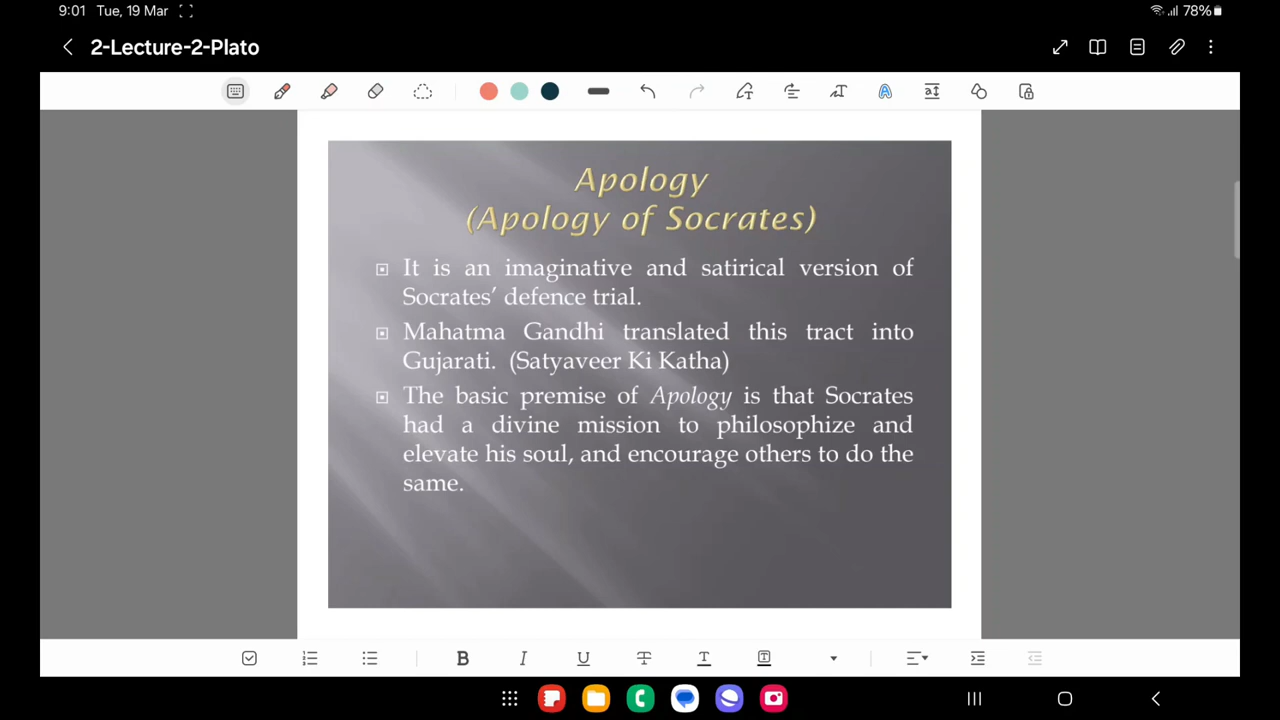 9:01 Tue, 19 Mar
78%
2-Lecture-2-Plato
Apology
(Apology of Socrates)
It is an imaginative and satirical version of
Socrates’ defence trial.
Mahatma Gandhi translated this tract into
Gujarati. (Satyaveer Ki Katha)
The basic premise of Apology is that Socrates
had a divine mission to philosophize and
elevate his soul, and encourage others to do the
same.
B I U T T T